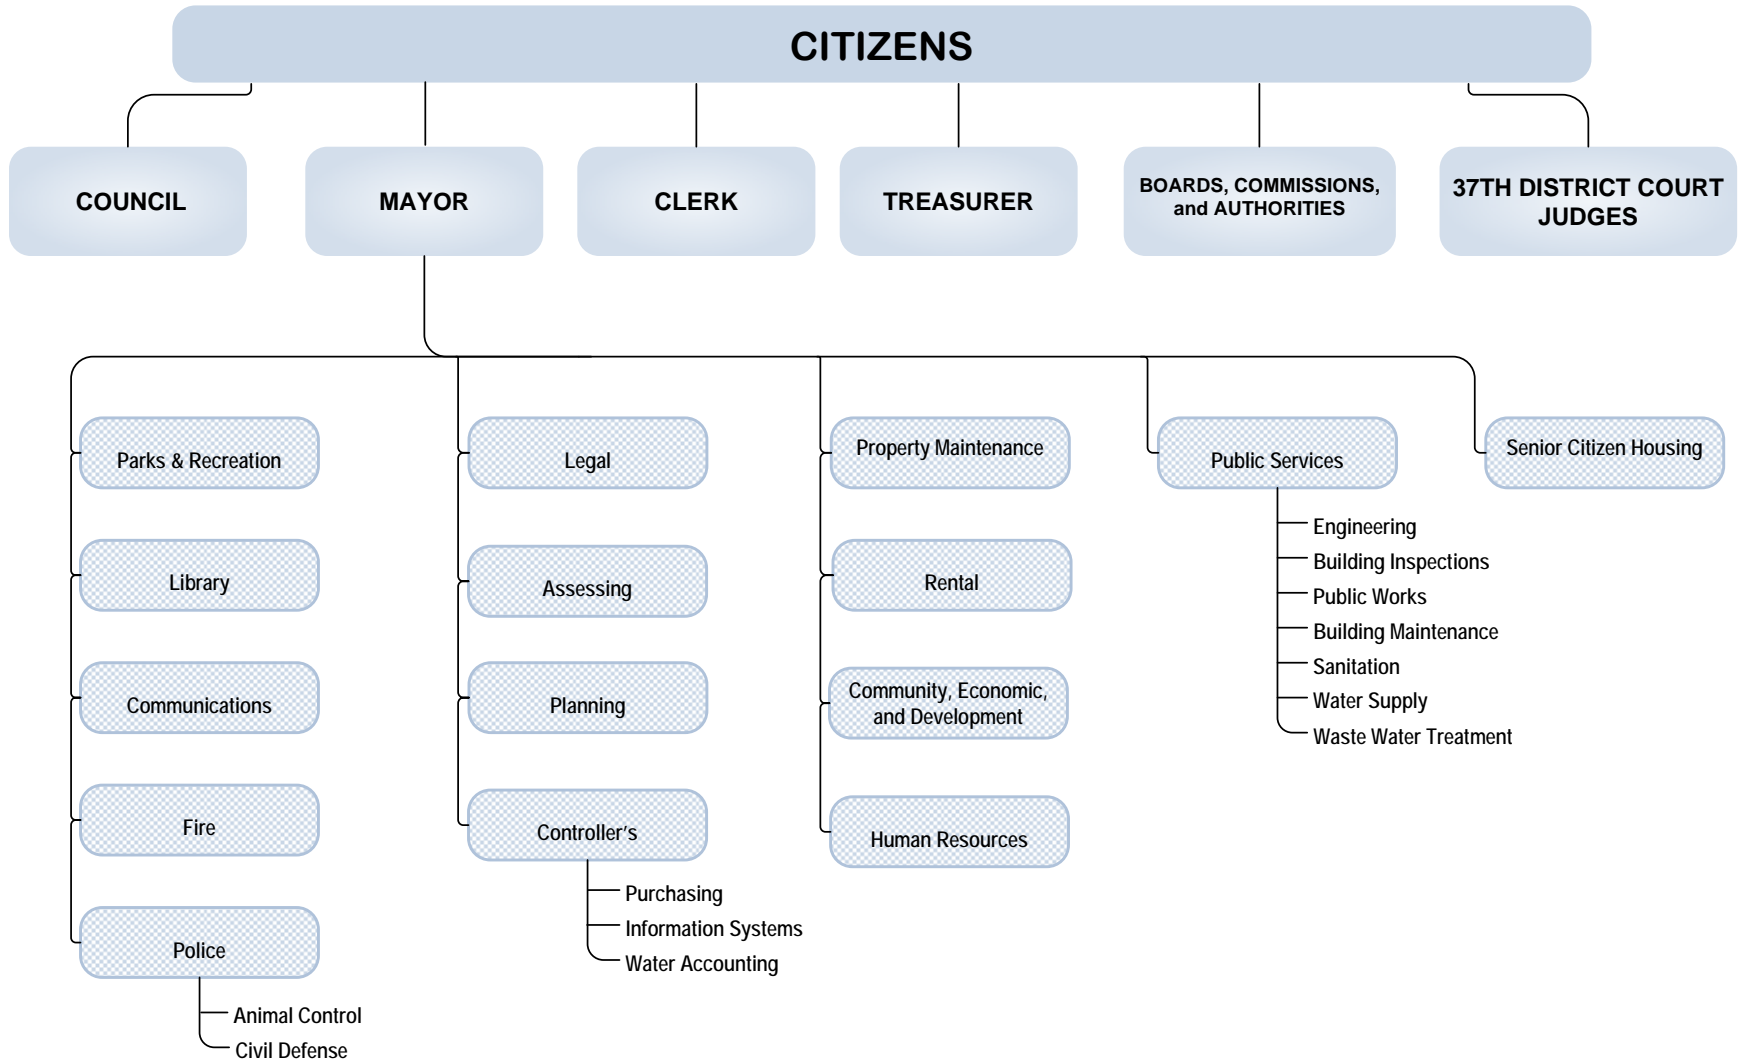 CITIZENS
COUNCIL
MAYOR
CLERK
TREASURER
BOARDS, COMMISSIONS,
and AUTHORITIES
37TH DISTRICT COURT
JUDGES
Parks & Recreation
Library
Communications
Fire
Police
Animal Control
Civil Defense
Legal
Assessing
Planning
Controller's
Purchasing
Information Systems
Water Accounting
Property Maintenance
Rental
Community, Economic,
and Development
Human Resources
Public Services
Engineering
Building Inspections
Public Works
Building Maintenance
Sanitation
Water Supply
Waste Water Treatment
Senior Citizen Housing